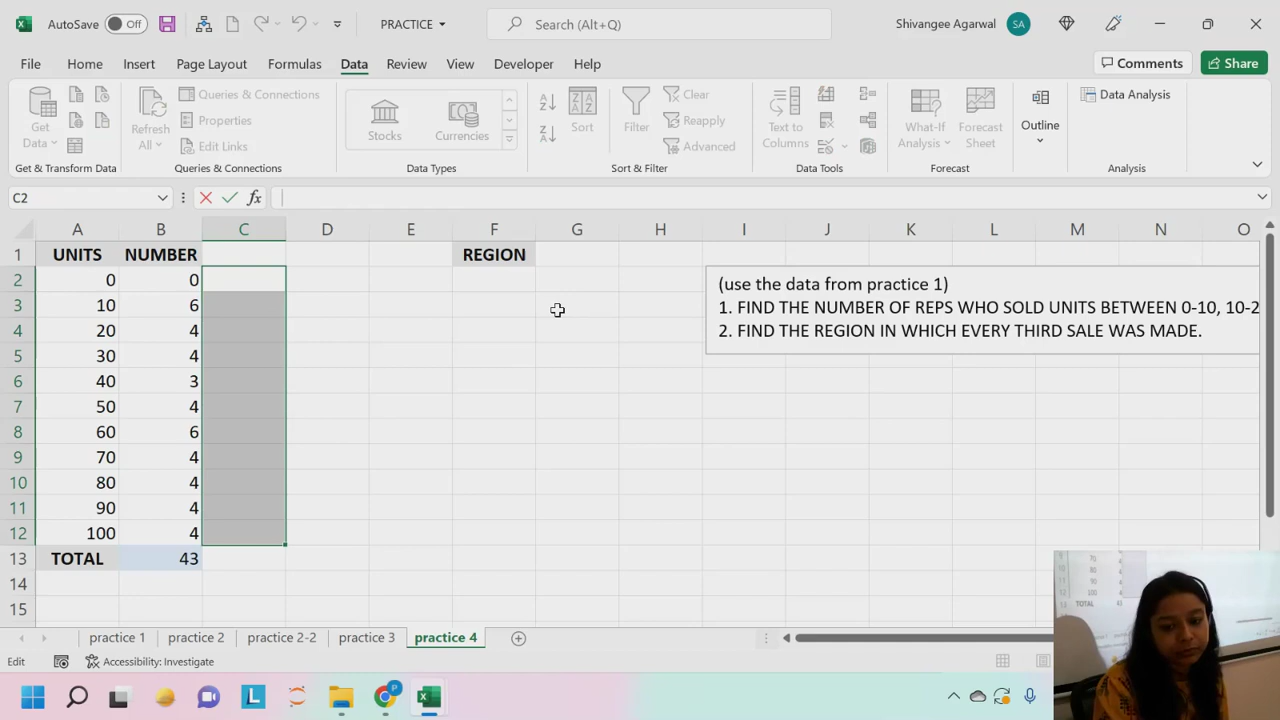 AutoSave Off PRACTICE Search (Alt+Q) Shivangee Agarwal SA
File Home Insert Page Layout Formulas Data Review View Developer Help Comments Share
Get Data Refresh All Queries & Connections Properties Edit Links Stocks Currencies Sort Filter Clear Reapply Advanced Text to Columns What-If Analysis Forecast Sheet Outline Data Analysis
Get & Transform Data Queries & Connections Data Types Sort & Filter Data Tools Forecast Analysis
C2 fx
A B C D E F G H I J K L M N O
1 UNITS NUMBER REGION
2 0 0 (use the data from practice 1)
3 10 6 1. FIND THE NUMBER OF REPS WHO SOLD UNITS BETWEEN 0-10, 10-2
4 20 4 2. FIND THE REGION IN WHICH EVERY THIRD SALE WAS MADE.
5 30 4
6 40 3
7 50 4
8 60 6
9 70 4
10 80 4
11 90 4
12 100 4
13 TOTAL 43
14
15
practice 1 practice 2 practice 2-2 practice 3 practice 4
Edit Accessibility: Investigate